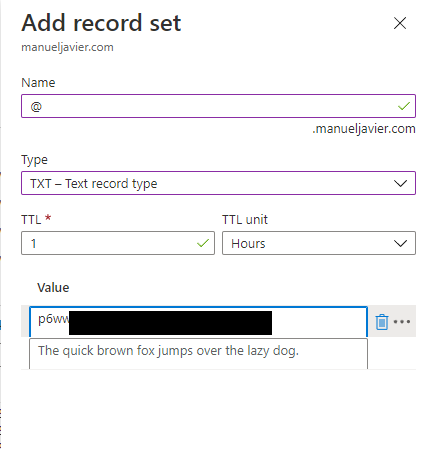 Add record set
manueljavier.com
Name
@
.manueljavier.com
Type
TXT – Text record type
TTL *
TTL unit
1
Hours
Value
p6ww
The quick brown fox jumps over the lazy dog.